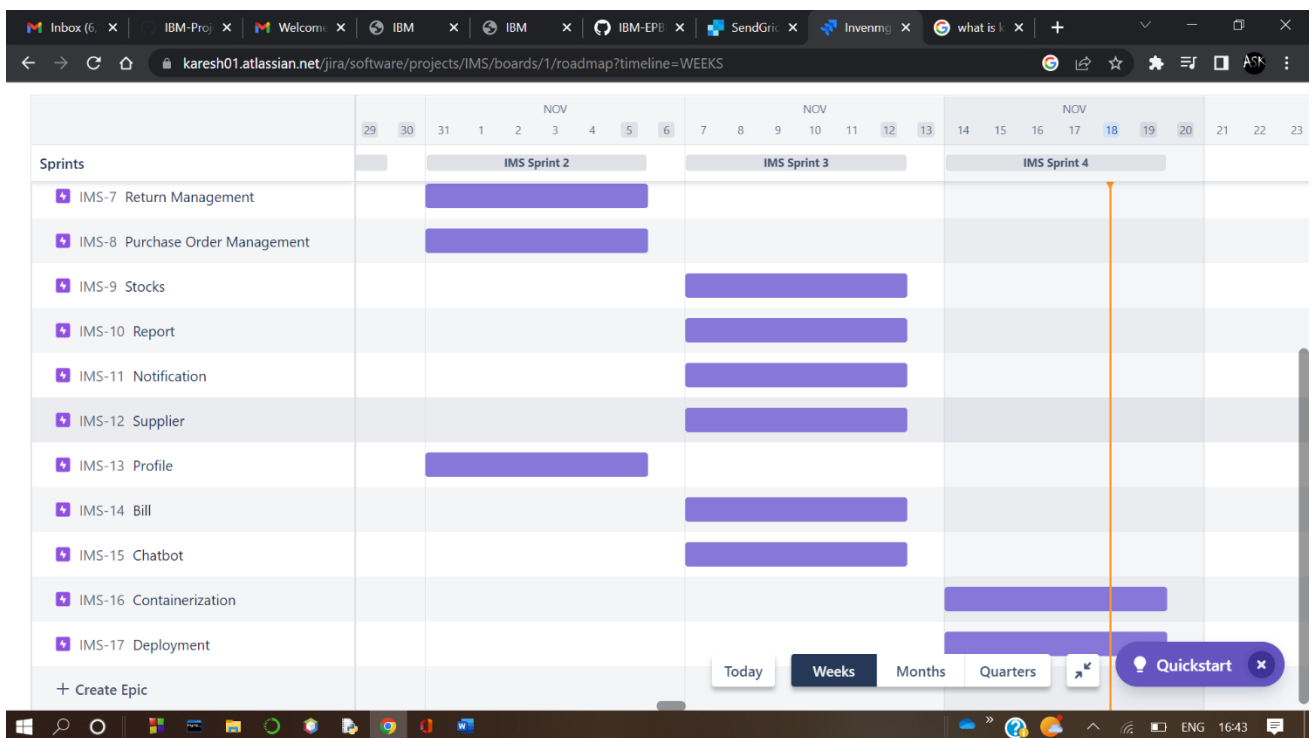 Inbox (6,
IBM-Proj
Welcome
IBM
IBM
IBM-EPB
SendGric
Invenmg
what is k
karesh01.atlassian.net/jira/software/projects/IMS/boards/1/roadmap?timeline=WEEKS
ASK
NOV NOV NOV
29 30 31 1 2 3 4 5 6 7 8 9 10 11 12 13 14 15 16 17 18 19 20 21 22 23
Sprints IMS Sprint 2 IMS Sprint 3 IMS Sprint 4
IMS-7 Return Management
IMS-8 Purchase Order Management
IMS-9 Stocks
IMS-10 Report
IMS-11 Notification
IMS-12 Supplier
IMS-13 Profile
IMS-14 Bill
IMS-15 Chatbot
IMS-16 Containerization
IMS-17 Deployment
Today Weeks Months Quarters Quickstart
+ Create Epic
ENG 16:43